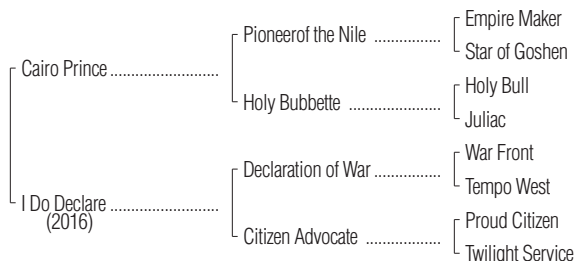 Empire Maker
Pioneerof the Nile ..................
Star of Goshen
Cairo Prince ........................
Holy Bull
Holy Bubbette .....................
Juliac
War Front
Declaration of War ...............
Tempo West
I Do Declare ........................
(2016)
Proud Citizen
Citizen Advocate .................
Twilight Service